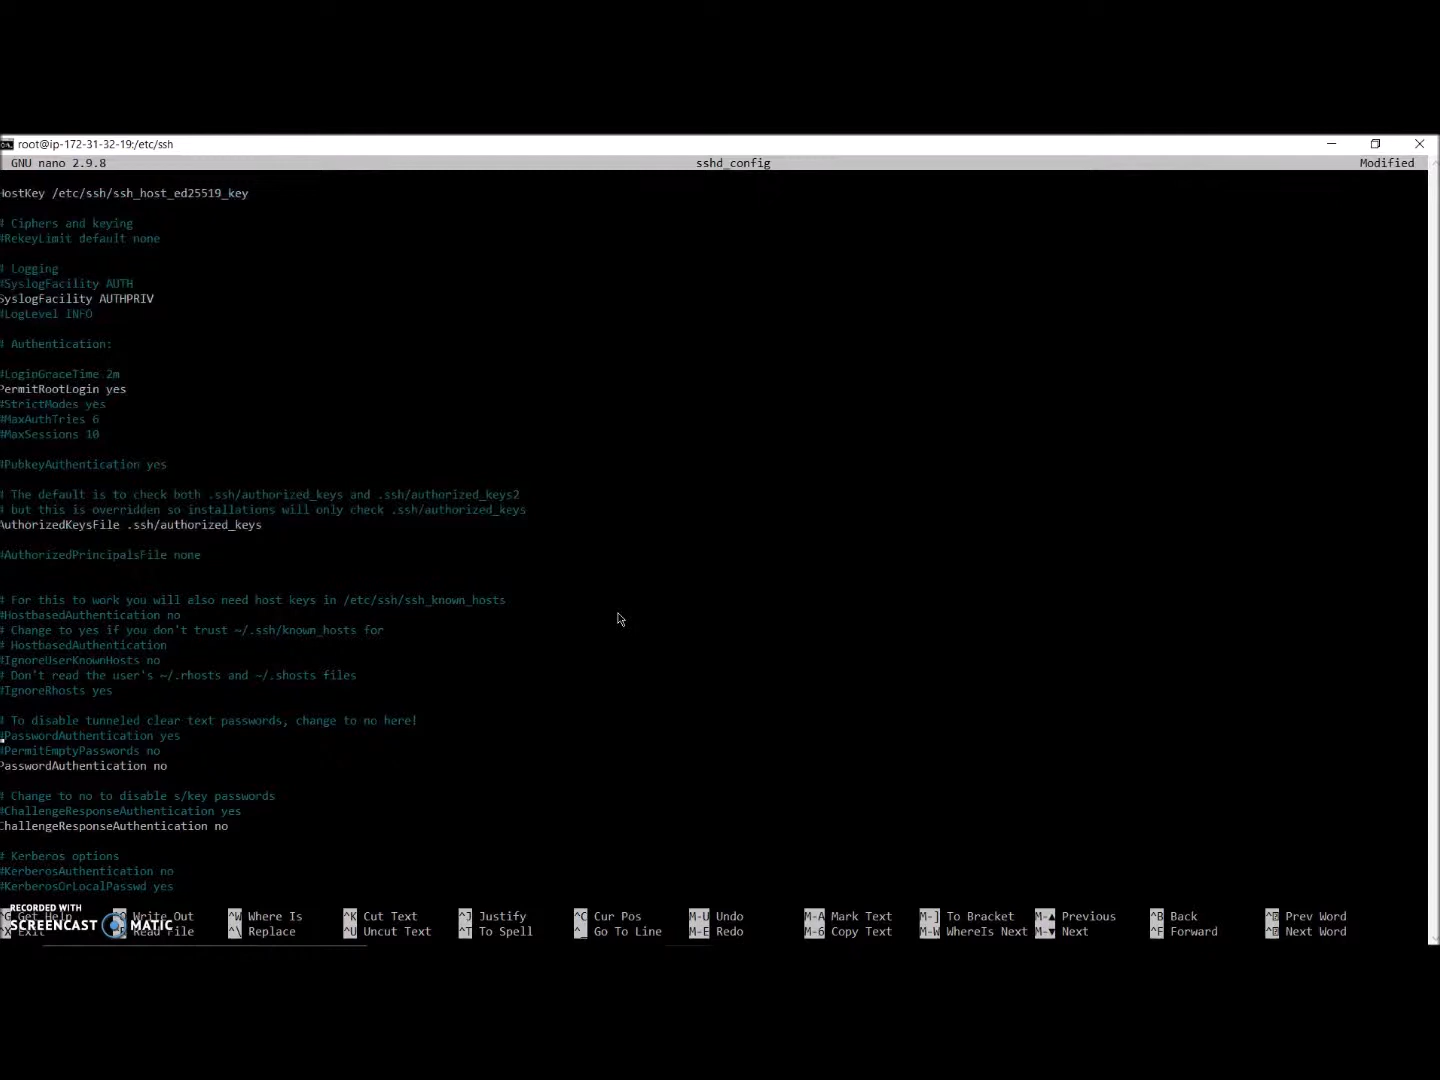 root@ip-172-31-32-19:/etc/ssh
GNU nano 2.9.8 sshd_config Modified
HostKey /etc/ssh/ssh_host_ed25519_key
# Ciphers and keying
#RekeyLimit default none
# Logging
#SyslogFacility AUTH
SyslogFacility AUTHPRIV
#LogLevel INFO
# Authentication:
#LoginGraceTime 2m
PermitRootLogin yes
#StrictModes yes
#MaxAuthTries 6
#MaxSessions 10
#PubkeyAuthentication yes
# The default is to check both .ssh/authorized_keys and .ssh/authorized_keys2
# but this is overridden so installations will only check .ssh/authorized_keys
AuthorizedKeysFile .ssh/authorized_keys
#AuthorizedPrincipalsFile none
# For this to work you will also need host keys in /etc/ssh/ssh_known_hosts
#HostbasedAuthentication no
# Change to yes if you don't trust ~/.ssh/known_hosts for
# HostbasedAuthentication
#IgnoreUserKnownHosts no
# Don't read the user's ~/.rhosts and ~/.shosts files
#IgnoreRhosts yes
# To disable tunneled clear text passwords, change to no here!
#PasswordAuthentication yes
#PermitEmptyPasswords no
PasswordAuthentication no
# Change to no to disable s/key passwords
#ChallengeResponseAuthentication yes
ChallengeResponseAuthentication no
# Kerberos options
#KerberosAuthentication no
#KerberosOrLocalPasswd yes
^G Get Help Write Out ^W Where Is ^K Cut Text ^J Justify ^C Cur Pos M-U Undo M-A Mark Text M-] To Bracket M-▲ Previous ^B Back Prev Word
^X Exit Read File ^\ Replace ^U Uncut Text ^T To Spell ^_ Go To Line M-E Redo M-6 Copy Text M-W WhereIs Next M-▼ Next ^F Forward Next Word
RECORDED WITH
SCREENCAST MATIC